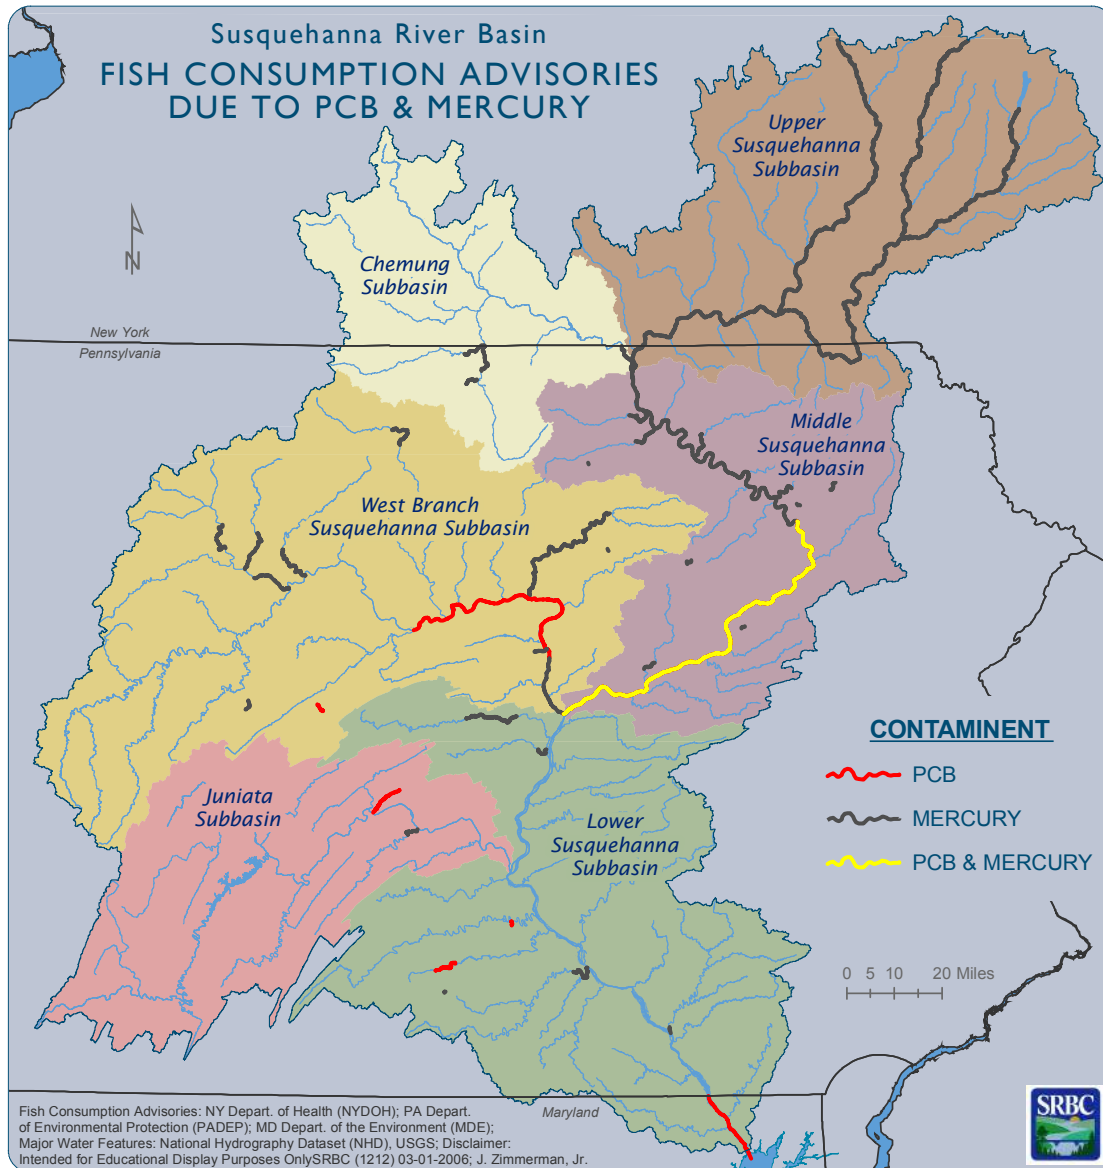 Susquehanna River Basin
FISH CONSUMPTION ADVISORIES
DUE TO PCB & MERCURY
Upper
Susquehanna
Subbasin
N
Chemung
Subbasin
New York
Pennsylvania
Middle
Susquehanna
Subbasin
West Branch
Susquehanna Subbasin
CONTAMINENT
PCB
MERCURY
PCB & MERCURY
Juniata
Subbasin
Lower
Susquehanna
Subbasin
0 5 10 20 Miles
Maryland
Fish Consumption Advisories: NY Depart. of Health (NYDOH); PA Depart.
of Environmental Protection (PADEP); MD Depart. of the Environment (MDE);
Major Water Features: National Hydrography Dataset (NHD), USGS; Disclaimer:
Intended for Educational Display Purposes OnlySRBC (1212) 03-01-2006; J. Zimmerman, Jr.
SRBC